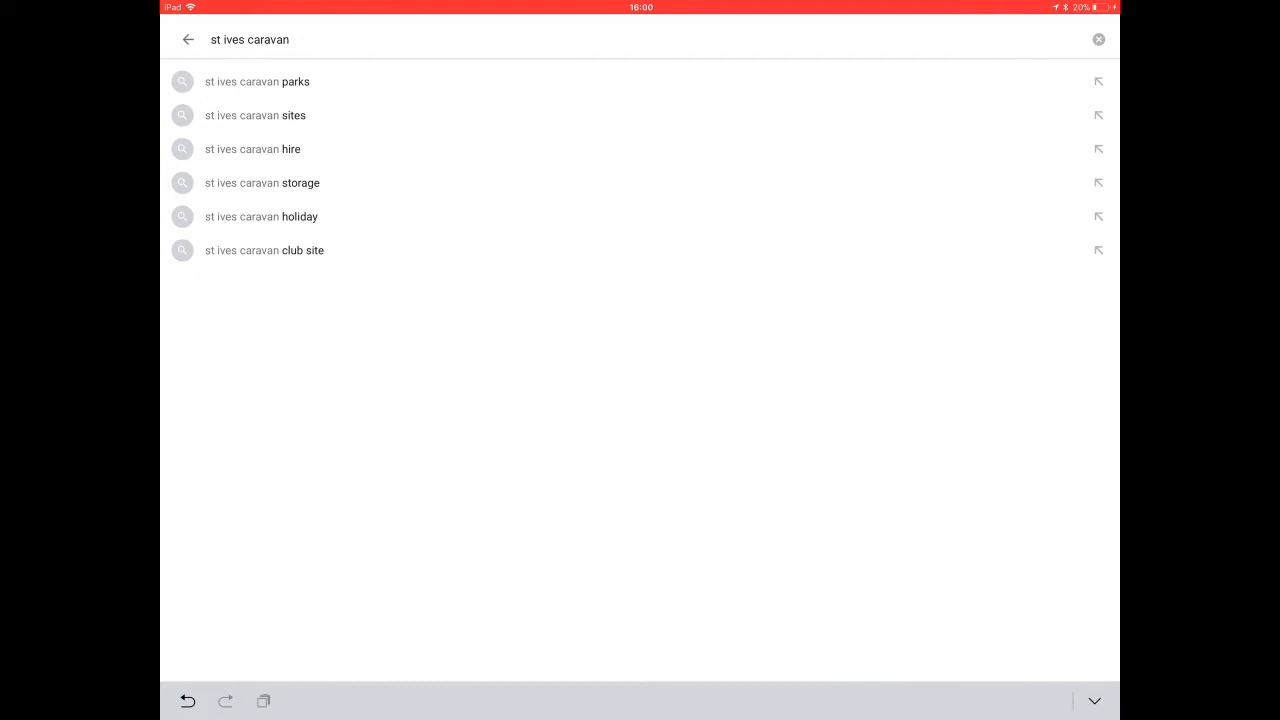 iPad 16:00 20%
st ives caravan
st ives caravan parks
st ives caravan sites
st ives caravan hire
st ives caravan storage
st ives caravan holiday
st ives caravan club site